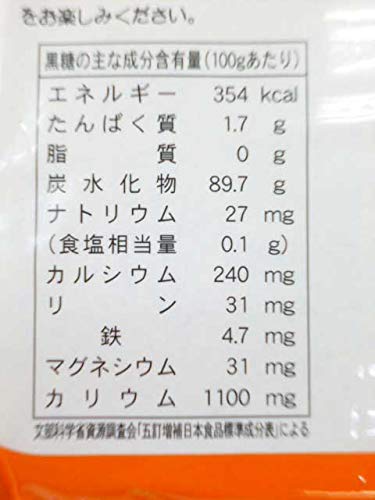 をお楽しみください。
黒糖の主な成分含有量(100gあたり)
エネルギー 354 kcal
たんぱく質 1.7 g
脂質 0 g
炭水化物 89.7 g
ナトリウム 27 mg
(食塩相当量 0.1 g)
カルシウム 240 mg
リン 31 mg
鉄 4.7 mg
マグネシウム 31 mg
カリウム 1100 mg
文部科学省資源調査会「五訂増補日本食品標準成分表」による